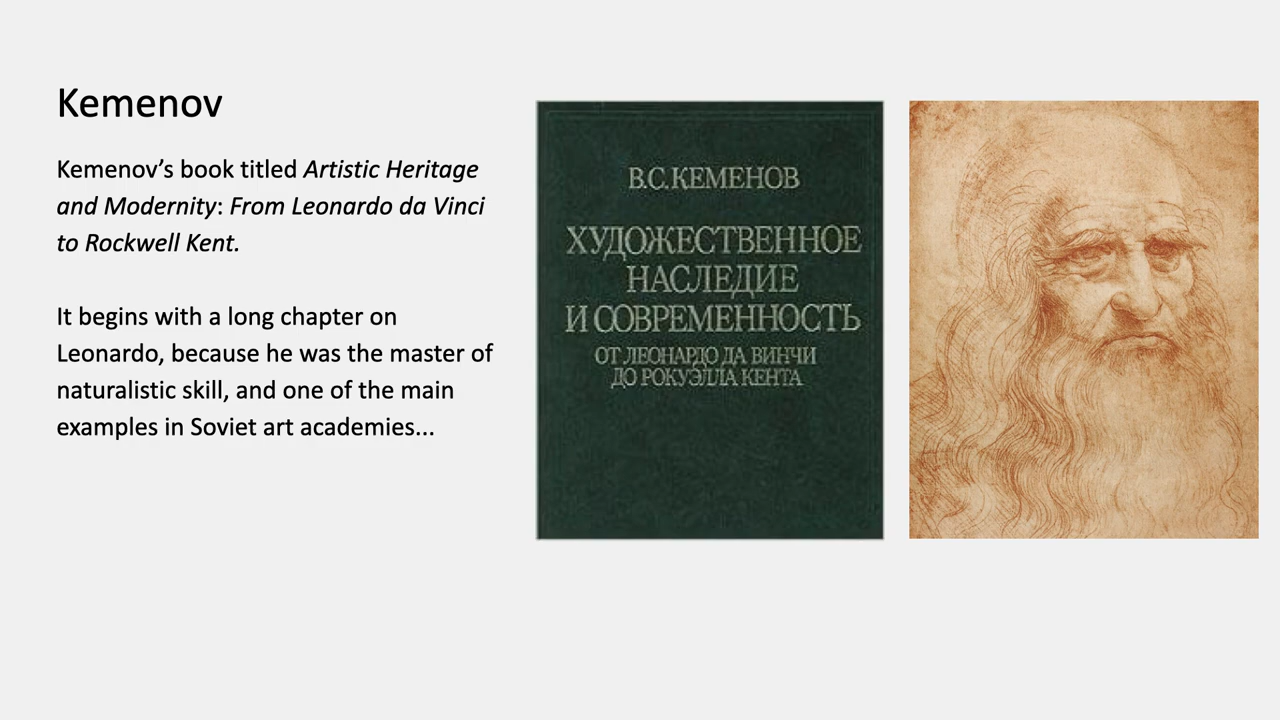 Kemenov
Kemenov’s book titled Artistic Heritage
and Modernity: From Leonardo da Vinci
to Rockwell Kent.
It begins with a long chapter on
Leonardo, because he was the master of
naturalistic skill, and one of the main
examples in Soviet art academies...
В.С.КЕМЕНОВ
ХУДОЖЕСТВЕННОЕ
НАСЛЕДИЕ
И СОВРЕМЕННОСТЬ
ОТ ЛЕОНАРДО ДА ВИНЧИ
ДО РОКУЭЛЛА КЕНТА